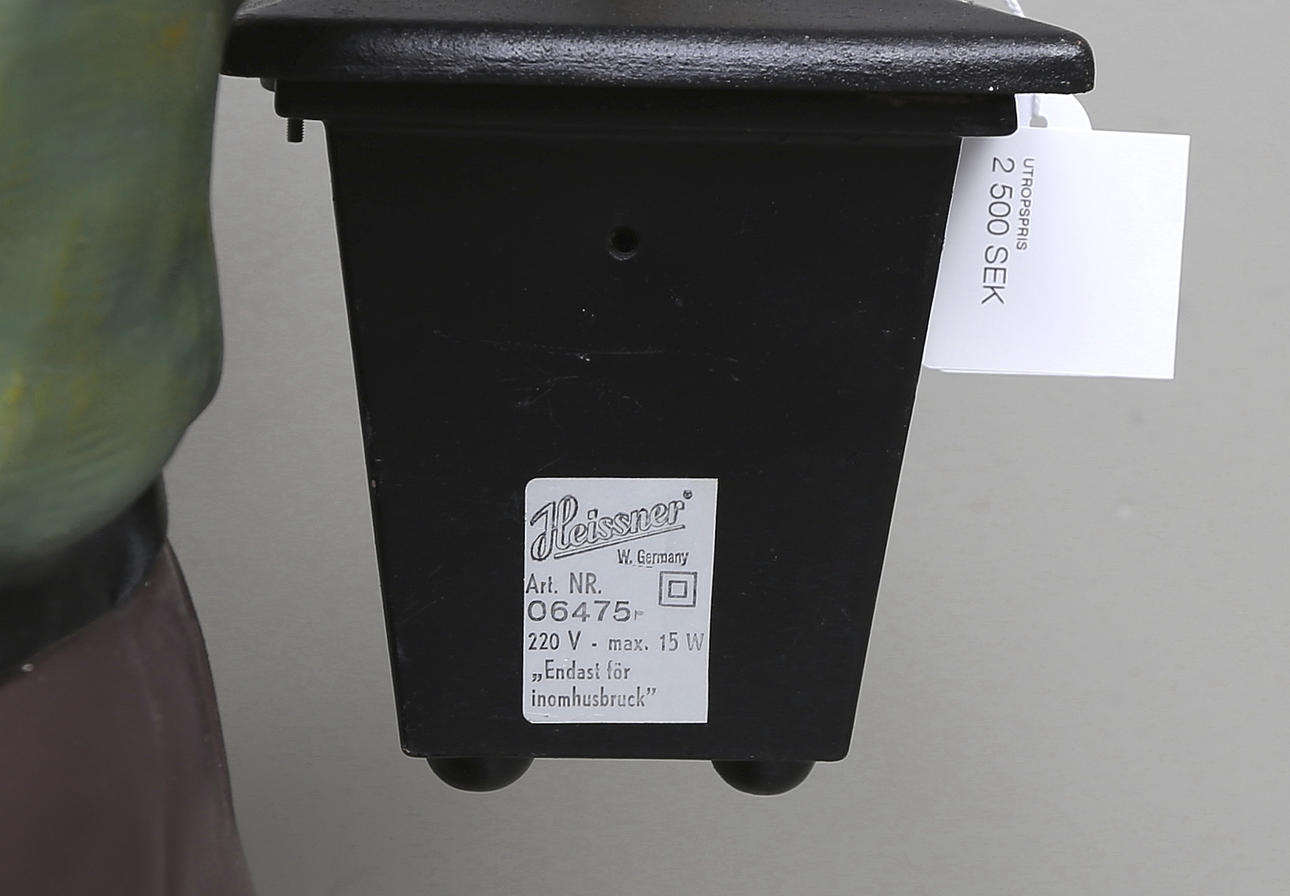 UTROPSPRIS
2 500 SEK
Heissner®
W. Germany
Art. NR.
06475
220 V - max. 15 W
„Endast för
inomhusbruck”